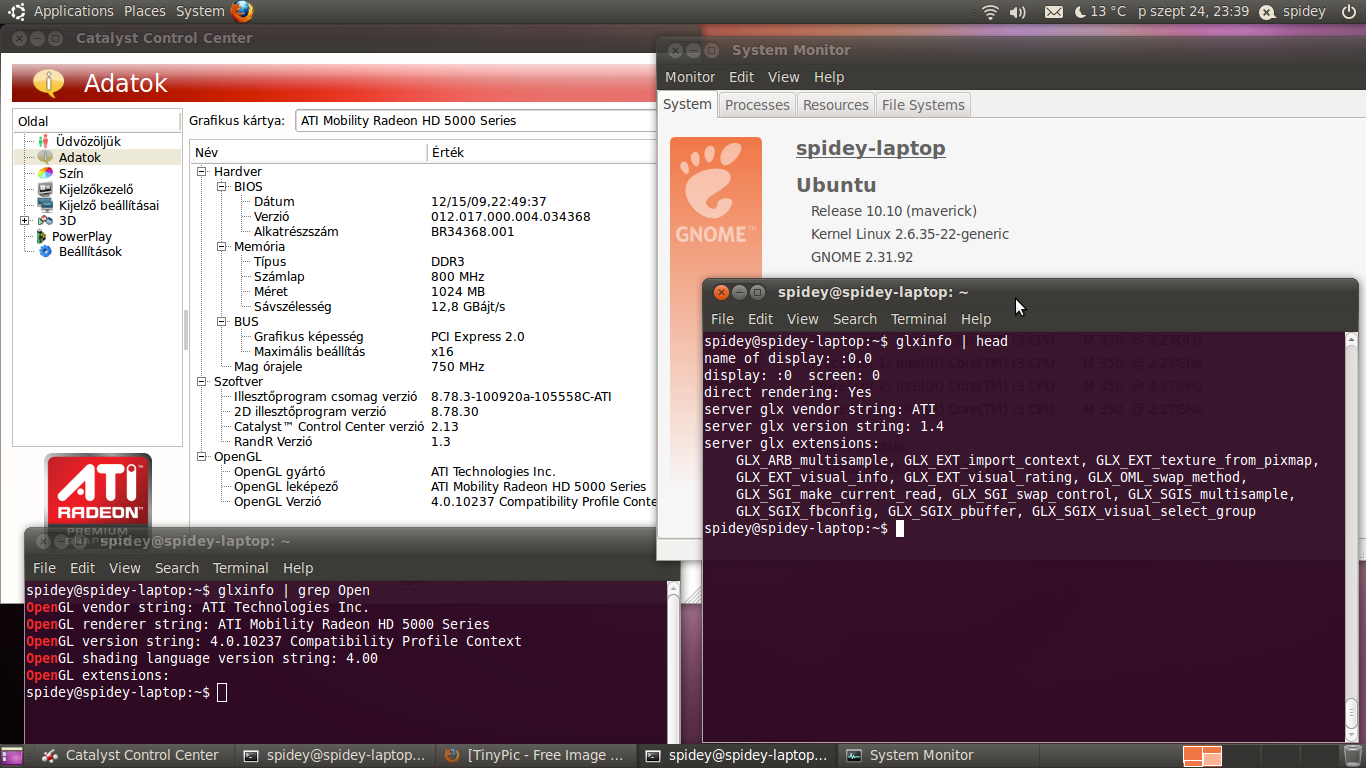 Applications Places System
13 °C p szept 24, 23:39 spidey
Catalyst Control Center
Adatok
Oldal
Üdvözöljük
Adatok
Szín
Kijelzőkezelő
Kijelző beállításai
3D
PowerPlay
Beállítások
ATI
RADEON
PREMIUM
GRAPHICS
Grafikus kártya: ATI Mobility Radeon HD 5000 Series
Név Érték
Hardver
BIOS
Dátum 12/15/09,22:49:37
Verzió 012.017.000.004.034368
Alkatrészszám BR34368.001
Memória
Típus DDR3
Számlap 800 MHz
Méret 1024 MB
Sávszélesség 12,8 GBájt/s
BUS
Grafikus képesség PCI Express 2.0
Maximális beállítás x16
Mag órajele 750 MHz
Szoftver
Illesztőprogram csomag verzió 8.78.3-100920a-105558C-ATI
2D illesztőprogram verzió 8.78.30
Catalyst™ Control Center verzió 2.13
RandR Verzió 1.3
OpenGL
OpenGL gyártó ATI Technologies Inc.
OpenGL leképező ATI Mobility Radeon HD 5000 Series
OpenGL Verzió 4.0.10237 Compatibility Profile Conte
System Monitor
Monitor Edit View Help
System Processes Resources File Systems
GNOME™
spidey-laptop
Ubuntu
Release 10.10 (maverick)
Kernel Linux 2.6.35-22-generic
GNOME 2.31.92
spidey@spidey-laptop: ~
File Edit View Search Terminal Help
spidey@spidey-laptop:~$ glxinfo | head
name of display: :0.0
display: :0 screen: 0
direct rendering: Yes
server glx vendor string: ATI
server glx version string: 1.4
server glx extensions:
GLX_ARB_multisample, GLX_EXT_import_context, GLX_EXT_texture_from_pixmap,
GLX_EXT_visual_info, GLX_EXT_visual_rating, GLX_OML_swap_method,
GLX_SGI_make_current_read, GLX_SGI_swap_control, GLX_SGIS_multisample,
GLX_SGIX_fbconfig, GLX_SGIX_pbuffer, GLX_SGIX_visual_select_group
spidey@spidey-laptop:~$
spidey@spidey-laptop: ~
File Edit View Search Terminal Help
spidey@spidey-laptop:~$ glxinfo | grep Open
OpenGL vendor string: ATI Technologies Inc.
OpenGL renderer string: ATI Mobility Radeon HD 5000 Series
OpenGL version string: 4.0.10237 Compatibility Profile Context
OpenGL shading language version string: 4.00
OpenGL extensions:
spidey@spidey-laptop:~$
Catalyst Control Center spidey@spidey-laptop... [TinyPic - Free Image ... spidey@spidey-laptop... System Monitor